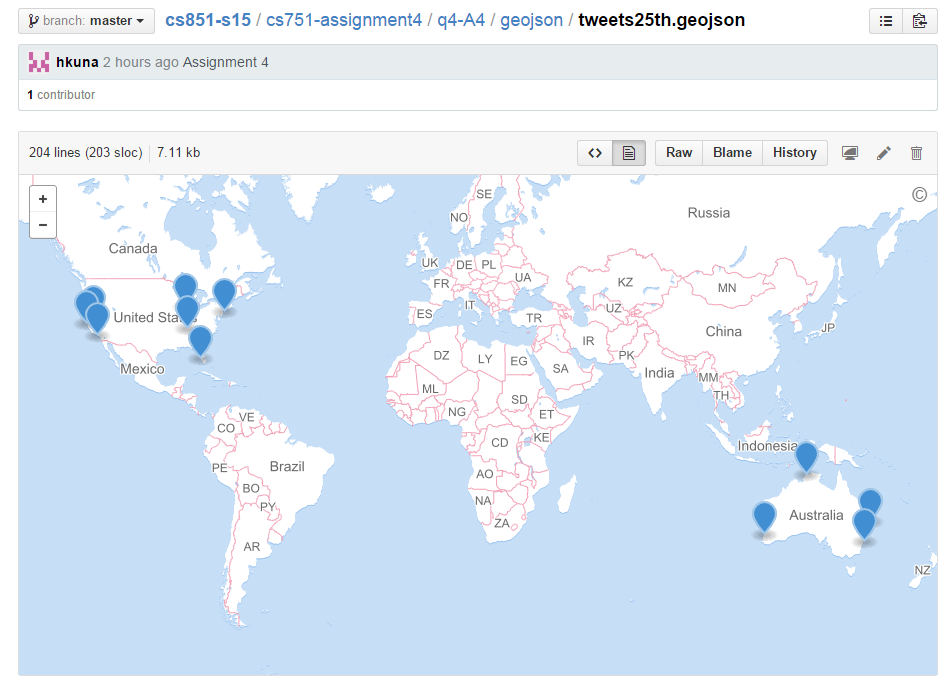 branch: master cs851-s15 / cs751-assignment4 / q4-A4 / geojson / tweets25th.geojson
hkuna 2 hours ago Assignment 4
1 contributor
204 lines (203 sloc) 7.11 kb <> Raw Blame History
+
−
©
SE
Russia
NO
Canada
UK DE PL
UA
FR
KZ
MN
IT
UZ
ES
United States
TR
China
JP
IR
DZ LY EG
PK
SA
Mexico
India
MM
ML
TH
SD
NG
ET
VE
CO
KE
CD
Indonesia
PE
Brazil
AO
BO
NA
PY
Australia
ZA
AR
NZ